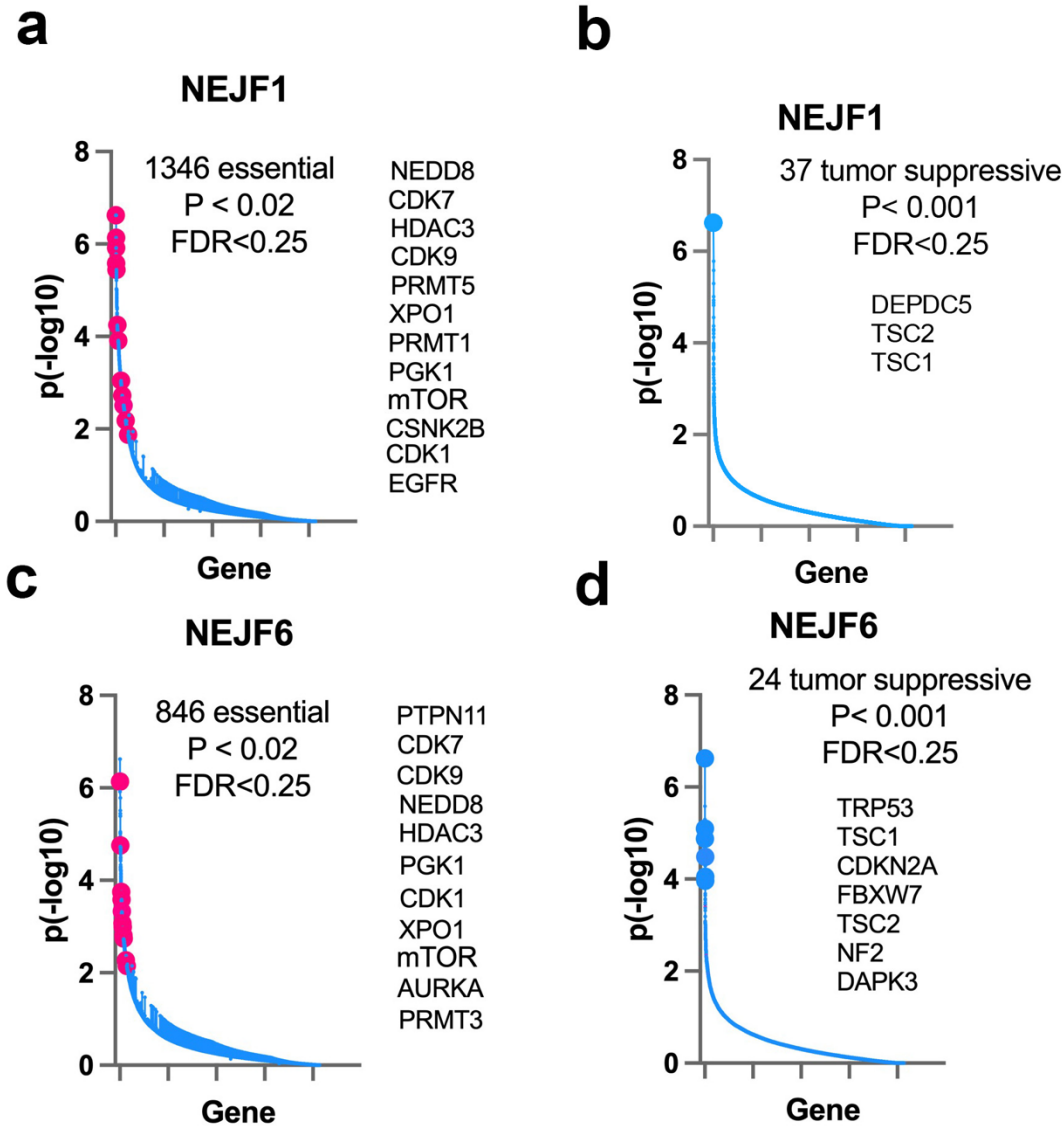 a
NEJF1
1346 essential
P < 0.02
FDR<0.25
8
6
4
2
0
p(-log10)
Gene
NEDD8
CDK7
HDAC3
CDK9
PRMT5
XPO1
PRMT1
PGK1
mTOR
CSNK2B
CDK1
EGFR
b
NEJF1
37 tumor suppressive
P< 0.001
FDR<0.25
8
6
4
2
0
p(-log10)
Gene
DEPDC5
TSC2
TSC1
c
NEJF6
846 essential
P < 0.02
FDR<0.25
8
6
4
2
0
p(-log10)
Gene
PTPN11
CDK7
CDK9
NEDD8
HDAC3
PGK1
CDK1
XPO1
mTOR
AURKA
PRMT3
d
NEJF6
24 tumor suppressive
P< 0.001
FDR<0.25
8
6
4
2
0
p(-log10)
Gene
TRP53
TSC1
CDKN2A
FBXW7
TSC2
NF2
DAPK3